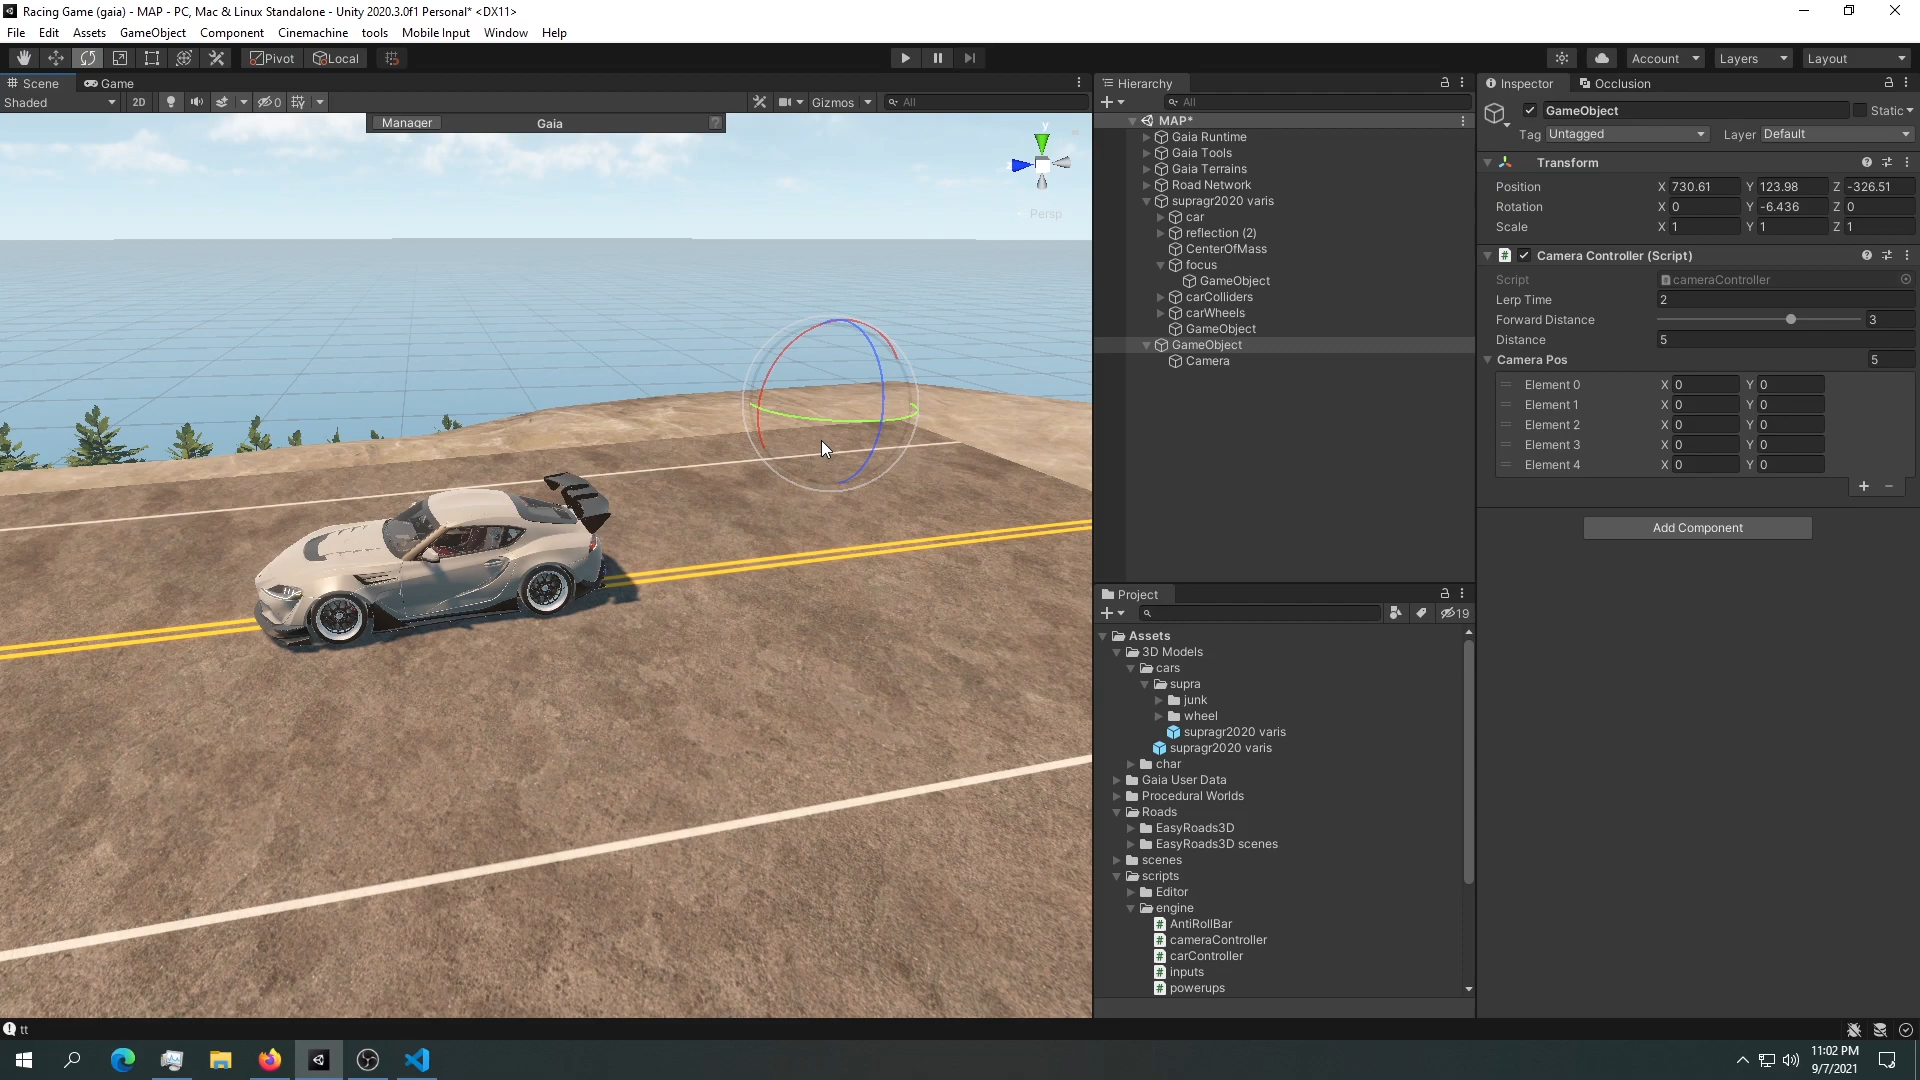 Racing Game (gaia) - MAP - PC, Mac & Linux Standalone - Unity 2020.3.0f1 Personal* <DX11>
File Edit Assets GameObject Component Cinemachine tools Mobile Input Window Help
Pivot Local Account Layers Layout
Scene Game
Shaded 2D 0 Gizmos All
Manager Gaia ?
y
Persp
Hierarchy
All
MAP*
Gaia Runtime
Gaia Tools
Gaia Terrains
Road Network
supragr2020 varis
car
reflection (2)
CenterOfMass
focus
GameObject
carColliders
carWheels
GameObject
GameObject
Camera
Project
19
Assets
3D Models
cars
supra
junk
wheel
supragr2020 varis
supragr2020 varis
char
Gaia User Data
Procedural Worlds
Roads
EasyRoads3D
EasyRoads3D scenes
scenes
scripts
Editor
engine
AntiRollBar
cameraController
carController
inputs
powerups
Inspector Occlusion
GameObject Static
Tag Untagged Layer Default
Transform
Position X 730.61 Y 123.98 Z -326.51
Rotation X 0 Y -6.436 Z 0
Scale X 1 Y 1 Z 1
# Camera Controller (Script)
Script cameraController
Lerp Time 2
Forward Distance 3
Distance 5
Camera Pos 5
Element 0 X 0 Y 0
Element 1 X 0 Y 0
Element 2 X 0 Y 0
Element 3 X 0 Y 0
Element 4 X 0 Y 0
+ −
Add Component
tt
11:02 PM
9/7/2021